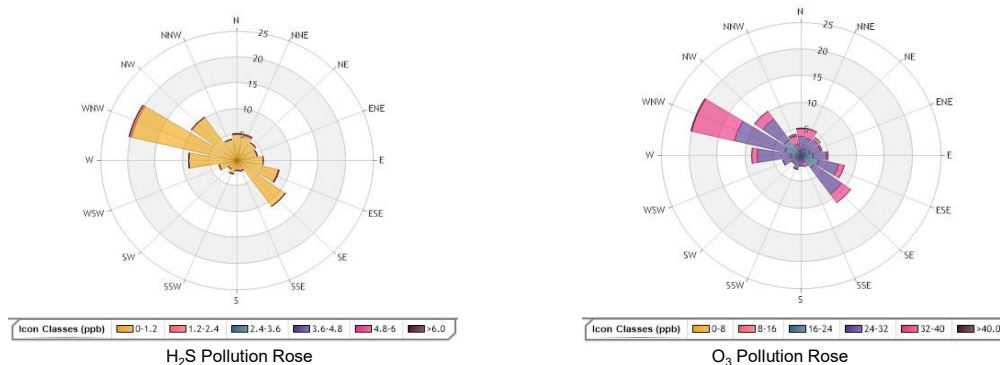 N
NNE
NE
ENE
E
ESE
SE
SSE
S
SSW
SW
WSW
W
WNW
NW
NNW
25
20
15
10
5
Icon Classes (ppb) 0-1.2 1.2-2.4 2.4-3.6 3.6-4.8 4.8-6 >6.0
H₂S Pollution Rose
N
NNE
NE
ENE
E
ESE
SE
SSE
S
SSW
SW
WSW
W
WNW
NW
NNW
25
20
15
10
5
Icon Classes (ppb) 0-8 8-16 16-24 24-32 32-40 >40.0
O₃ Pollution Rose